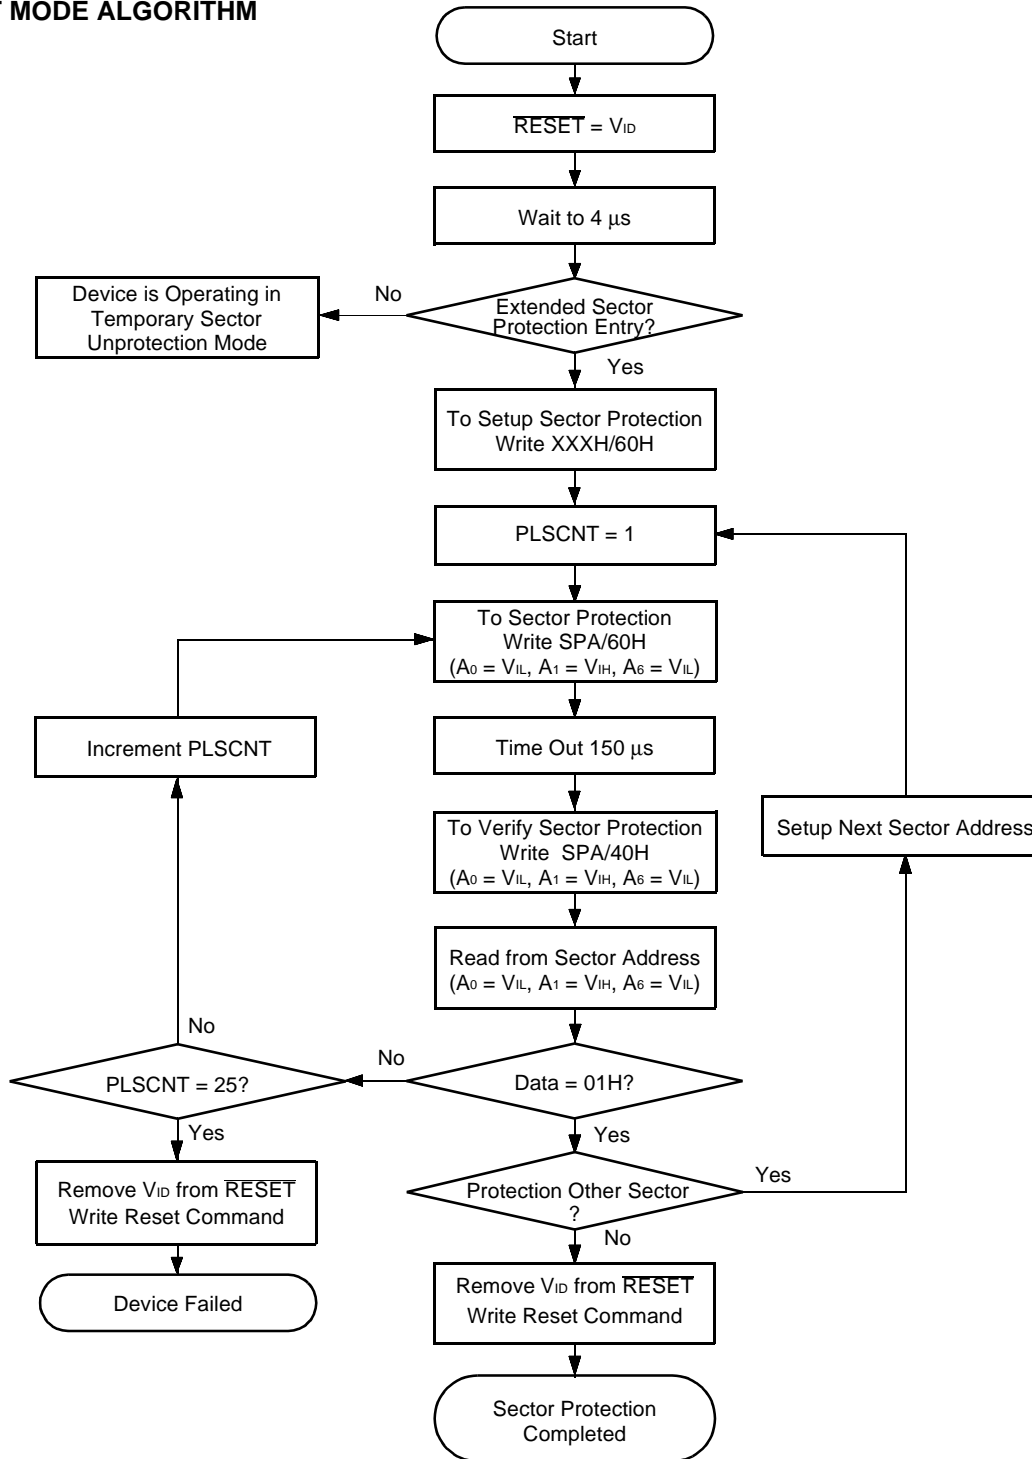 T MODE ALGORITHM
Start
RESET = VID
Wait to 4 μs
No
Device is Operating in
Temporary Sector
Unprotection Mode
Extended Sector
Protection Entry?
Yes
To Setup Sector Protection
Write XXXH/60H
PLSCNT = 1
To Sector Protection
Write SPA/60H
(A0 = VIL, A1 = VIH, A6 = VIL)
Increment PLSCNT
Time Out 150 μs
To Verify Sector Protection
Write SPA/40H
(A0 = VIL, A1 = VIH, A6 = VIL)
Setup Next Sector Address
Read from Sector Address
(A0 = VIL, A1 = VIH, A6 = VIL)
No
No
PLSCNT = 25?
Data = 01H?
Yes
Yes
Yes
Protection Other Sector
?
Remove VID from RESET
Write Reset Command
No
Device Failed
Remove VID from RESET
Write Reset Command
Sector Protection
Completed